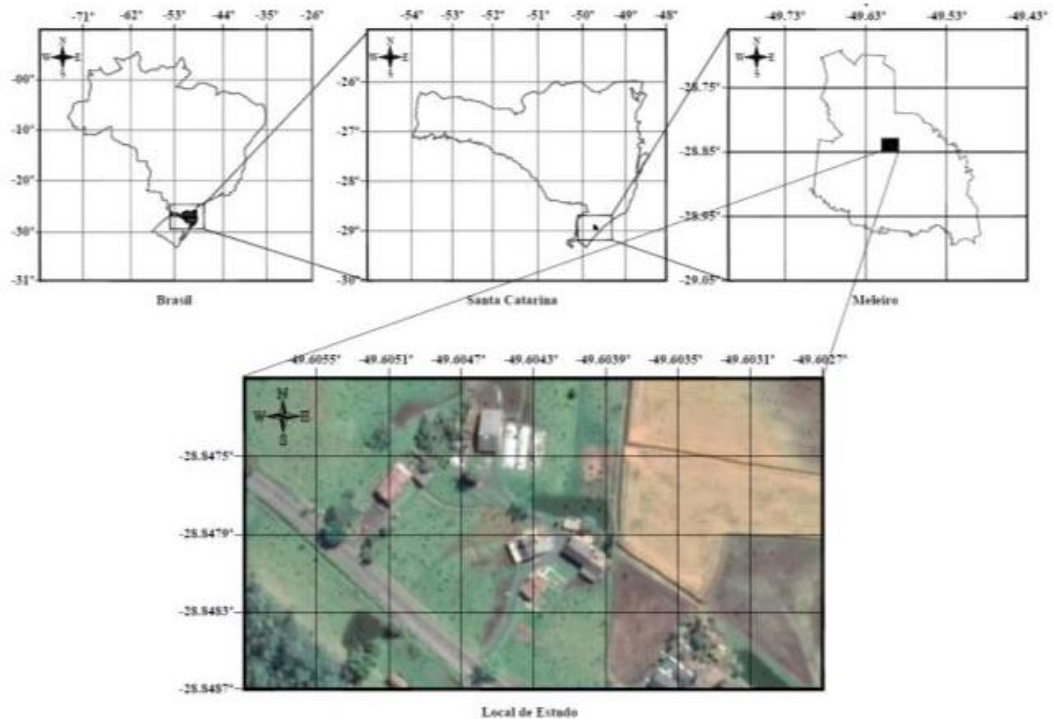 -71° -62° -53° -44° -35° -26°
-54° -53° -52° -51° -50° -49° -48°
-49.73° -49.63° -49.53° -49.43°
N
W E
S
N
W E
S
N
W E
S
00°
-10°
-20°
-30°
-31°
-26°
-27°
-28°
-29°
-30°
-28.75°
-28.85°
-28.95°
-29.05°
Brasil
Santa Catarina
Meleiro
-49.6055° -49.6051° -49.6047° -49.6043° -49.6039° -49.6035° -49.6031° -49.6027°
N
W E
S
-28.8475°
-28.8479°
-28.8483°
-28.8487°
Local de Estudo